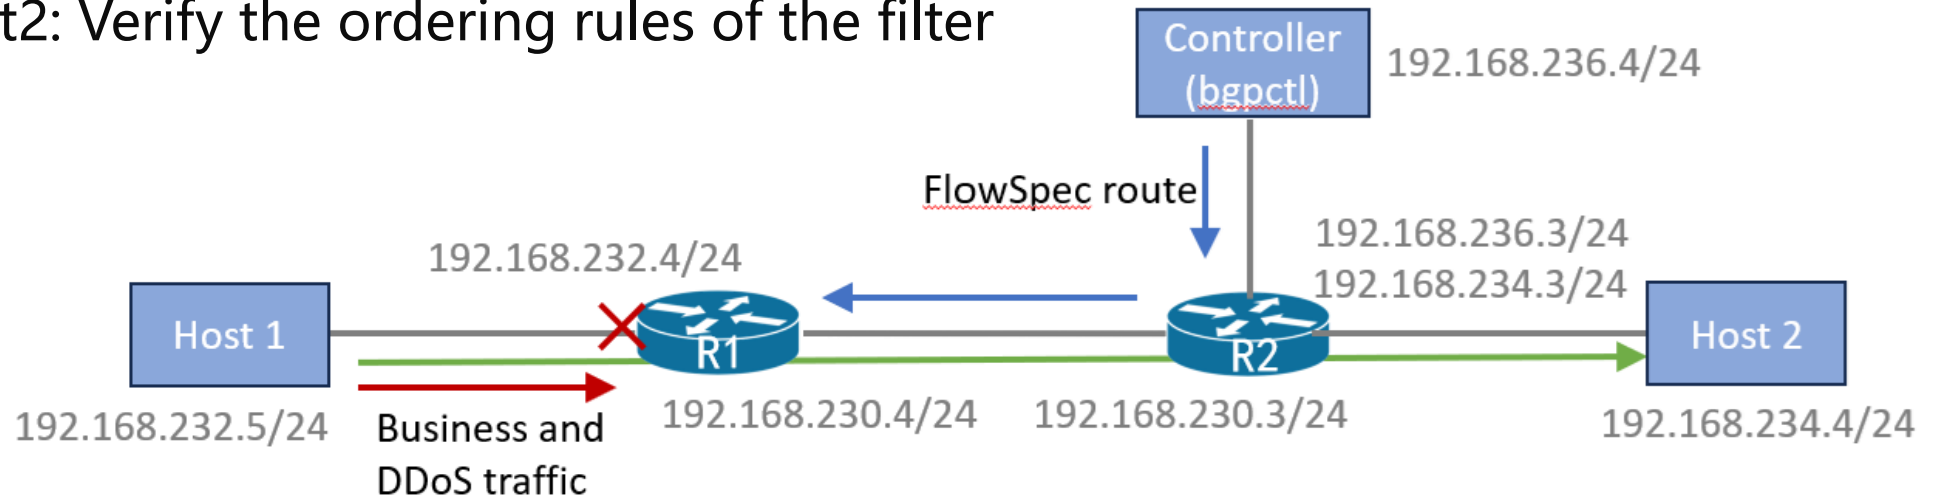 t2: Verify the ordering rules of the filter
Controller
(bgpctl)
192.168.236.4/24
FlowSpec route
192.168.236.3/24
192.168.234.3/24
192.168.232.4/24
Host 1
R1
R2
Host 2
192.168.232.5/24
Business and
DDoS traffic
192.168.230.4/24
192.168.230.3/24
192.168.234.4/24